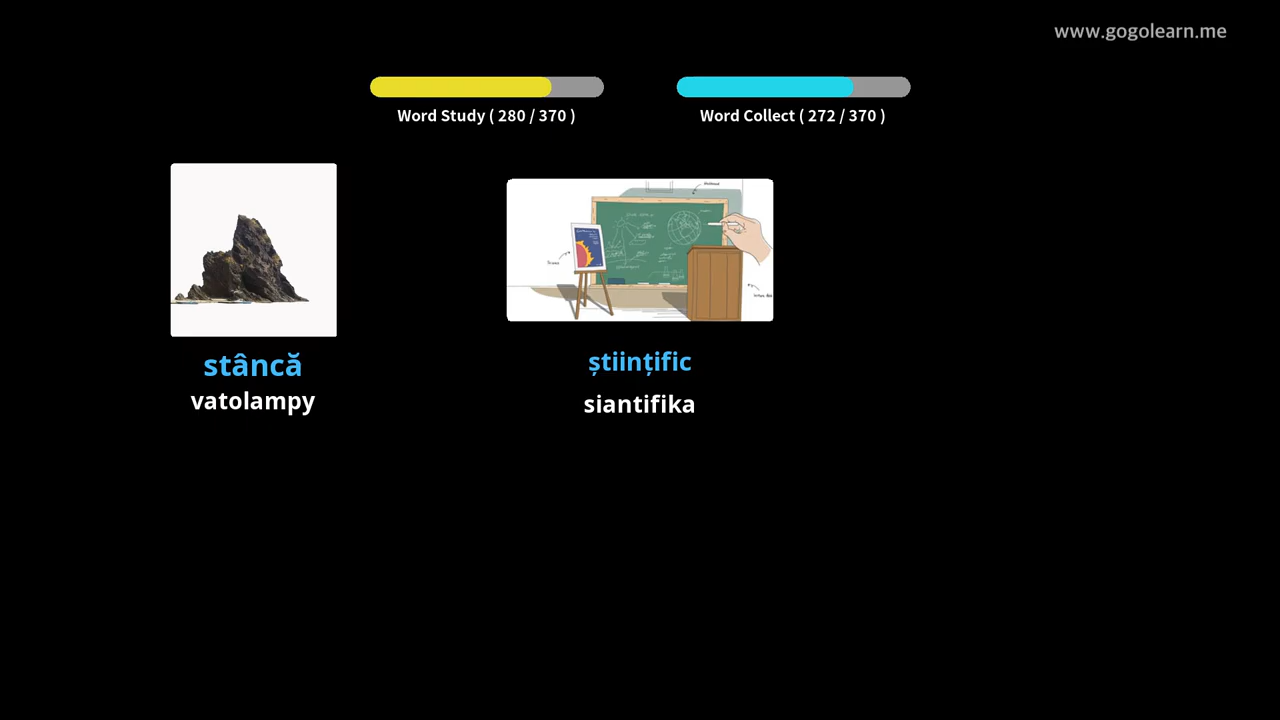 www.gogolearn.me
Word Study ( 280 / 370 )
Word Collect ( 272 / 370 )
stâncă
vatolampy
științific
siantifika